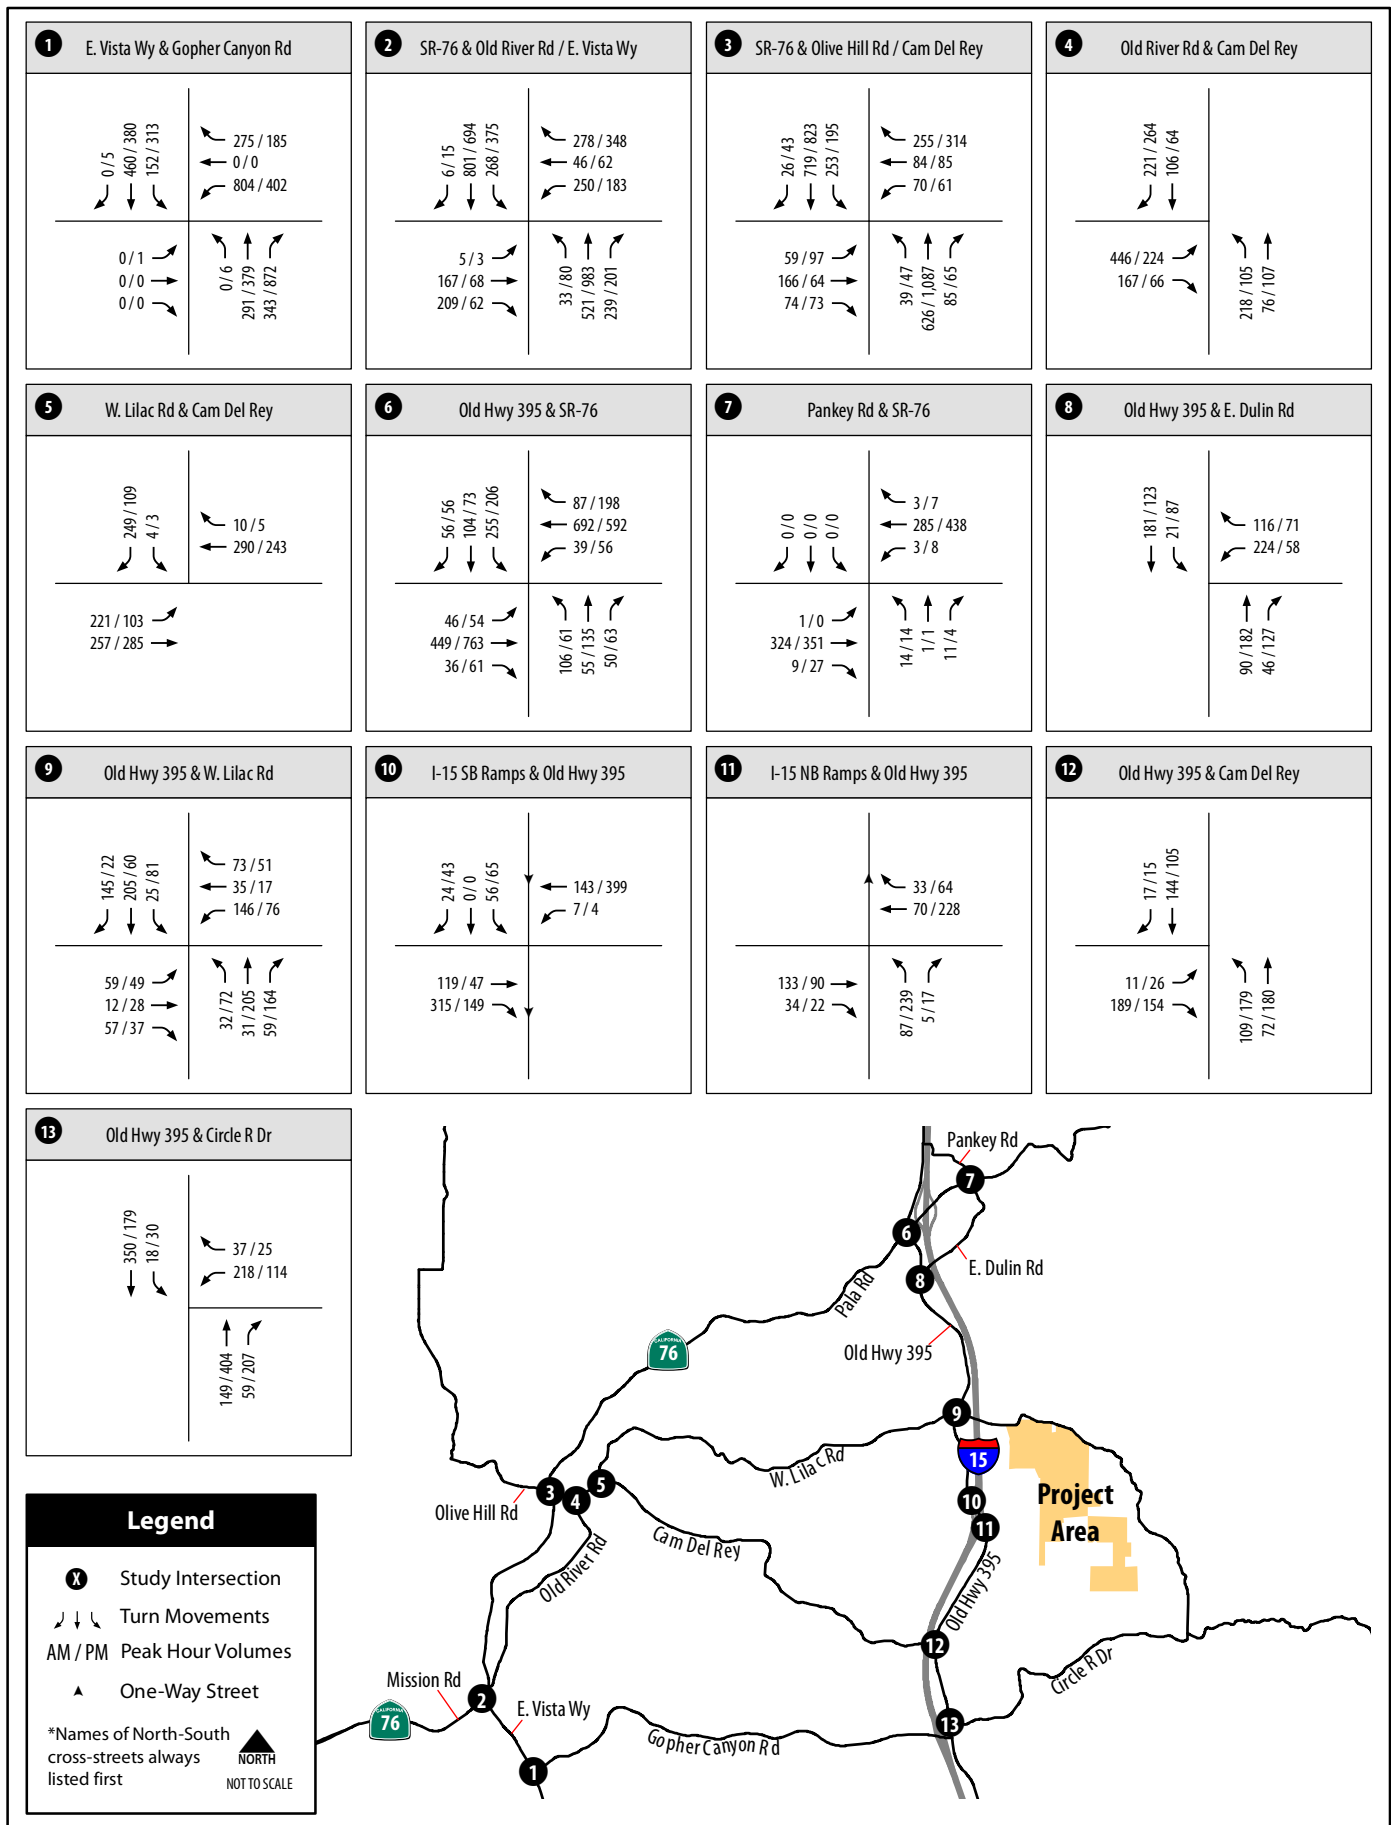 1 E. Vista Wy & Gopher Canyon Rd
0 / 5
460 / 380
152 / 313
275 / 185
0 / 0
804 / 402
0 / 1
0 / 0
0 / 0
0 / 6
291 / 379
343 / 872
2 SR-76 & Old River Rd / E. Vista Wy
6 / 15
801 / 694
268 / 375
278 / 348
46 / 62
250 / 183
5 / 3
167 / 68
209 / 62
33 / 80
521 / 983
239 / 201
3 SR-76 & Olive Hill Rd / Cam Del Rey
26 / 43
719 / 823
253 / 195
255 / 314
84 / 85
70 / 61
59 / 97
166 / 64
74 / 73
39 / 47
626 / 1,087
85 / 65
4 Old River Rd & Cam Del Rey
221 / 264
106 / 64
446 / 224
167 / 66
218 / 105
76 / 107
5 W. Lilac Rd & Cam Del Rey
249 / 109
4 / 3
10 / 5
290 / 243
221 / 103
257 / 285
6 Old Hwy 395 & SR-76
56 / 56
104 / 73
255 / 206
87 / 198
692 / 592
39 / 56
46 / 54
449 / 763
36 / 61
106 / 61
55 / 135
50 / 63
7 Pankey Rd & SR-76
0 / 0
0 / 0
0 / 0
3 / 7
285 / 438
3 / 8
1 / 0
324 / 351
9 / 27
14 / 14
1 / 1
11 / 4
8 Old Hwy 395 & E. Dulin Rd
181 / 123
21 / 87
116 / 71
224 / 58
90 / 182
46 / 127
9 Old Hwy 395 & W. Lilac Rd
145 / 22
205 / 60
25 / 81
73 / 51
35 / 17
146 / 76
59 / 49
12 / 28
57 / 37
32 / 72
31 / 205
59 / 164
10 I-15 SB Ramps & Old Hwy 395
24 / 43
0 / 0
56 / 65
143 / 399
7 / 4
119 / 47
315 / 149
11 I-15 NB Ramps & Old Hwy 395
33 / 64
70 / 228
133 / 90
34 / 22
87 / 239
5 / 17
12 Old Hwy 395 & Cam Del Rey
17 / 15
144 / 105
11 / 26
189 / 154
109 / 179
72 / 180
13 Old Hwy 395 & Circle R Dr
350 / 179
18 / 30
37 / 25
218 / 114
149 / 404
59 / 207
Pankey Rd
7
6
E. Dulin Rd
8
Pala Rd
Old Hwy 395
CALIFORNIA
76
9
15
W. Lilac Rd
Project
Area
5
3
4
10
11
Olive Hill Rd
Cam Del Rey
Old River Rd
Old Hwy 395
12
Circle R Dr
Mission Rd
2
CALIFORNIA
76
E. Vista Wy
13
Gopher Canyon Rd
1
Legend
X Study Intersection
Turn Movements
AM / PM Peak Hour Volumes
One-Way Street
*Names of North-South
cross-streets always
listed first
NORTH
NOT TO SCALE